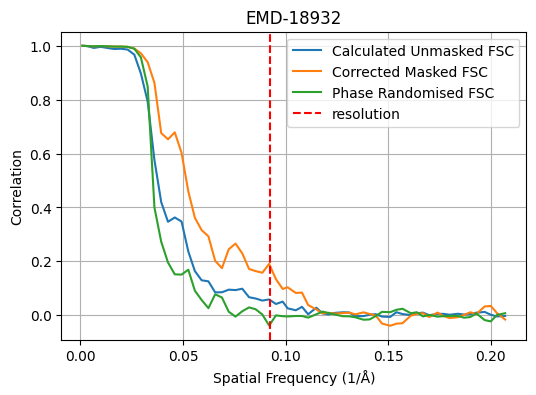 EMD-18932
Calculated Unmasked FSC
Corrected Masked FSC
Phase Randomised FSC
resolution
1.0
0.8
0.6
0.4
0.2
0.0
Correlation
0.00 0.05 0.10 0.15 0.20
Spatial Frequency (1/Å)